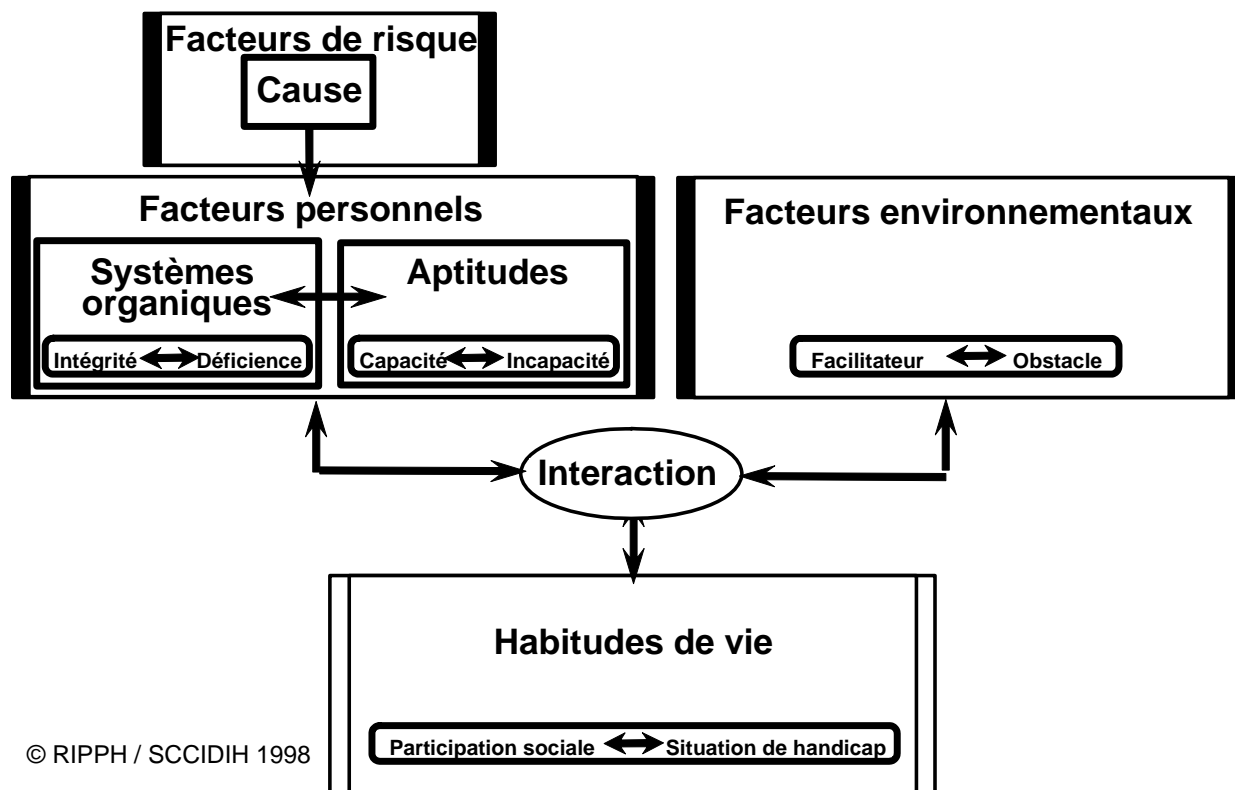 Facteurs de risque
Cause
Facteurs personnels
Systèmes
organiques
Intégrité Déficience
Aptitudes
Capacité Incapacité
Facteurs environnementaux
Facilitateur Obstacle
Interaction
Habitudes de vie
Participation sociale Situation de handicap
© RIPPH / SCCIDIH 1998